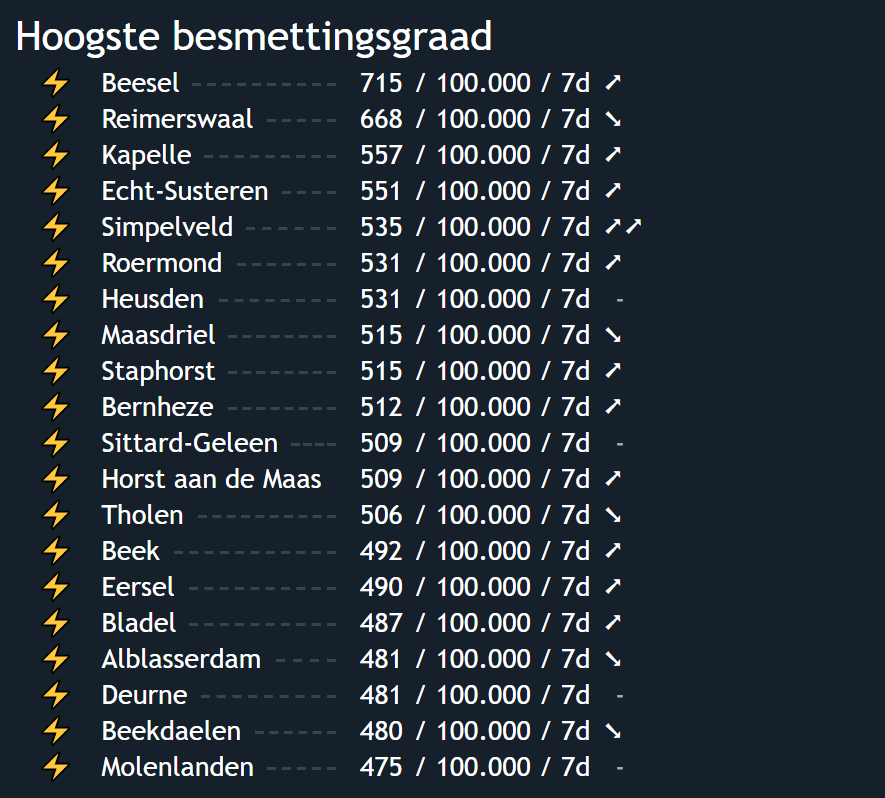 Hoogste besmettingsgraad
⚡ Beesel ---------- 715 / 100.000 / 7d ➚
⚡ Reimerswaal ----- 668 / 100.000 / 7d ➘
⚡ Kapelle --------- 557 / 100.000 / 7d ➚
⚡ Echt-Susteren ---- 551 / 100.000 / 7d ➚
⚡ Simpelveld ------ 535 / 100.000 / 7d ➚➚
⚡ Roermond ------- 531 / 100.000 / 7d ➚
⚡ Heusden -------- 531 / 100.000 / 7d -
⚡ Maasdriel ------- 515 / 100.000 / 7d ➘
⚡ Staphorst ------- 515 / 100.000 / 7d ➚
⚡ Bernheze ------- 512 / 100.000 / 7d ➚
⚡ Sittard-Geleen ---- 509 / 100.000 / 7d -
⚡ Horst aan de Maas 509 / 100.000 / 7d ➚
⚡ Tholen ---------- 506 / 100.000 / 7d ➘
⚡ Beek ----------- 492 / 100.000 / 7d ➚
⚡ Eersel ---------- 490 / 100.000 / 7d ➚
⚡ Bladel ---------- 487 / 100.000 / 7d ➚
⚡ Alblasserdam ---- 481 / 100.000 / 7d ➘
⚡ Deurne --------- 481 / 100.000 / 7d -
⚡ Beekdaelen ------ 480 / 100.000 / 7d ➘
⚡ Molenlanden ----- 475 / 100.000 / 7d -